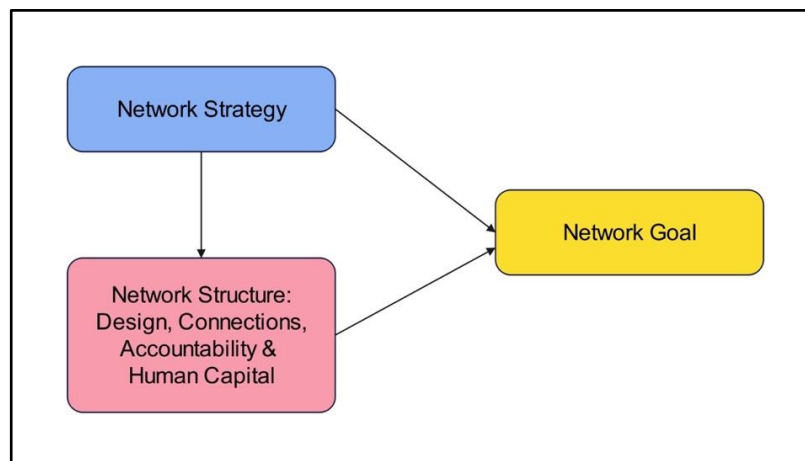 Network Strategy
Network Goal
Network Structure:
Design, Connections,
Accountability &
Human Capital